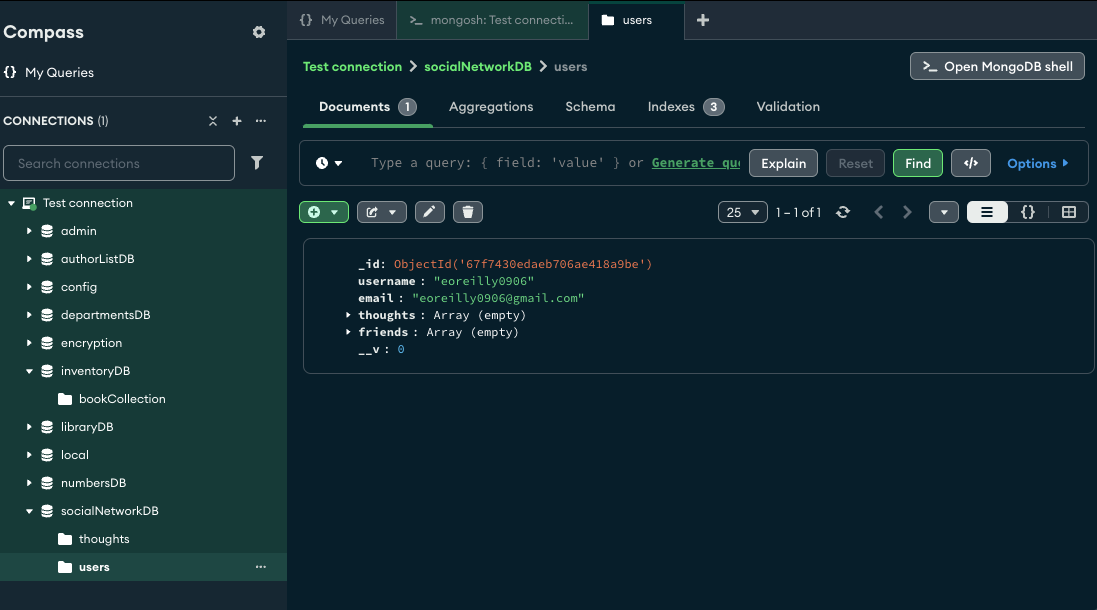 Compass
My Queries
CONNECTIONS (1)
Search connections
Test connection
admin
authorListDB
config
departmentsDB
encryption
inventoryDB
bookCollection
libraryDB
local
numbersDB
socialNetworkDB
thoughts
users
{} My Queries
>_ mongosh: Test connecti...
users
Test connection > socialNetworkDB > users
>_ Open MongoDB shell
Documents 1 Aggregations Schema Indexes 3 Validation
Type a query: { field: 'value' } or Generate que
Explain Reset Find </> Options
25 1 – 1 of 1 {}
_id: ObjectId('67f7430edaeb706ae418a9be')
username : "eoreilly0906"
email : "eoreilly0906@gmail.com"
thoughts : Array (empty)
friends : Array (empty)
__v : 0